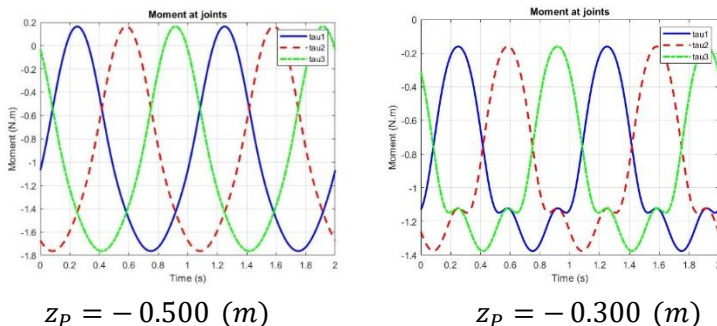 Moment at joints
0.2
0
-0.2
-0.4
-0.6
-0.8
-1
-1.2
-1.4
-1.6
-1.8
Moment (N.m)
0 0.2 0.4 0.6 0.8 1 1.2 1.4 1.6 1.8 2
Time (s)
tau1
tau2
tau3
z_P = − 0.500 (m)
Moment at joints
0
-0.2
-0.4
-0.6
-0.8
-1
-1.2
-1.4
-1.6
Moment (N.m)
0 0.2 0.4 0.6 0.8 1 1.2 1.4 1.6 1.8 2
Time (s)
tau1
tau2
tau3
z_P = − 0.300 (m)